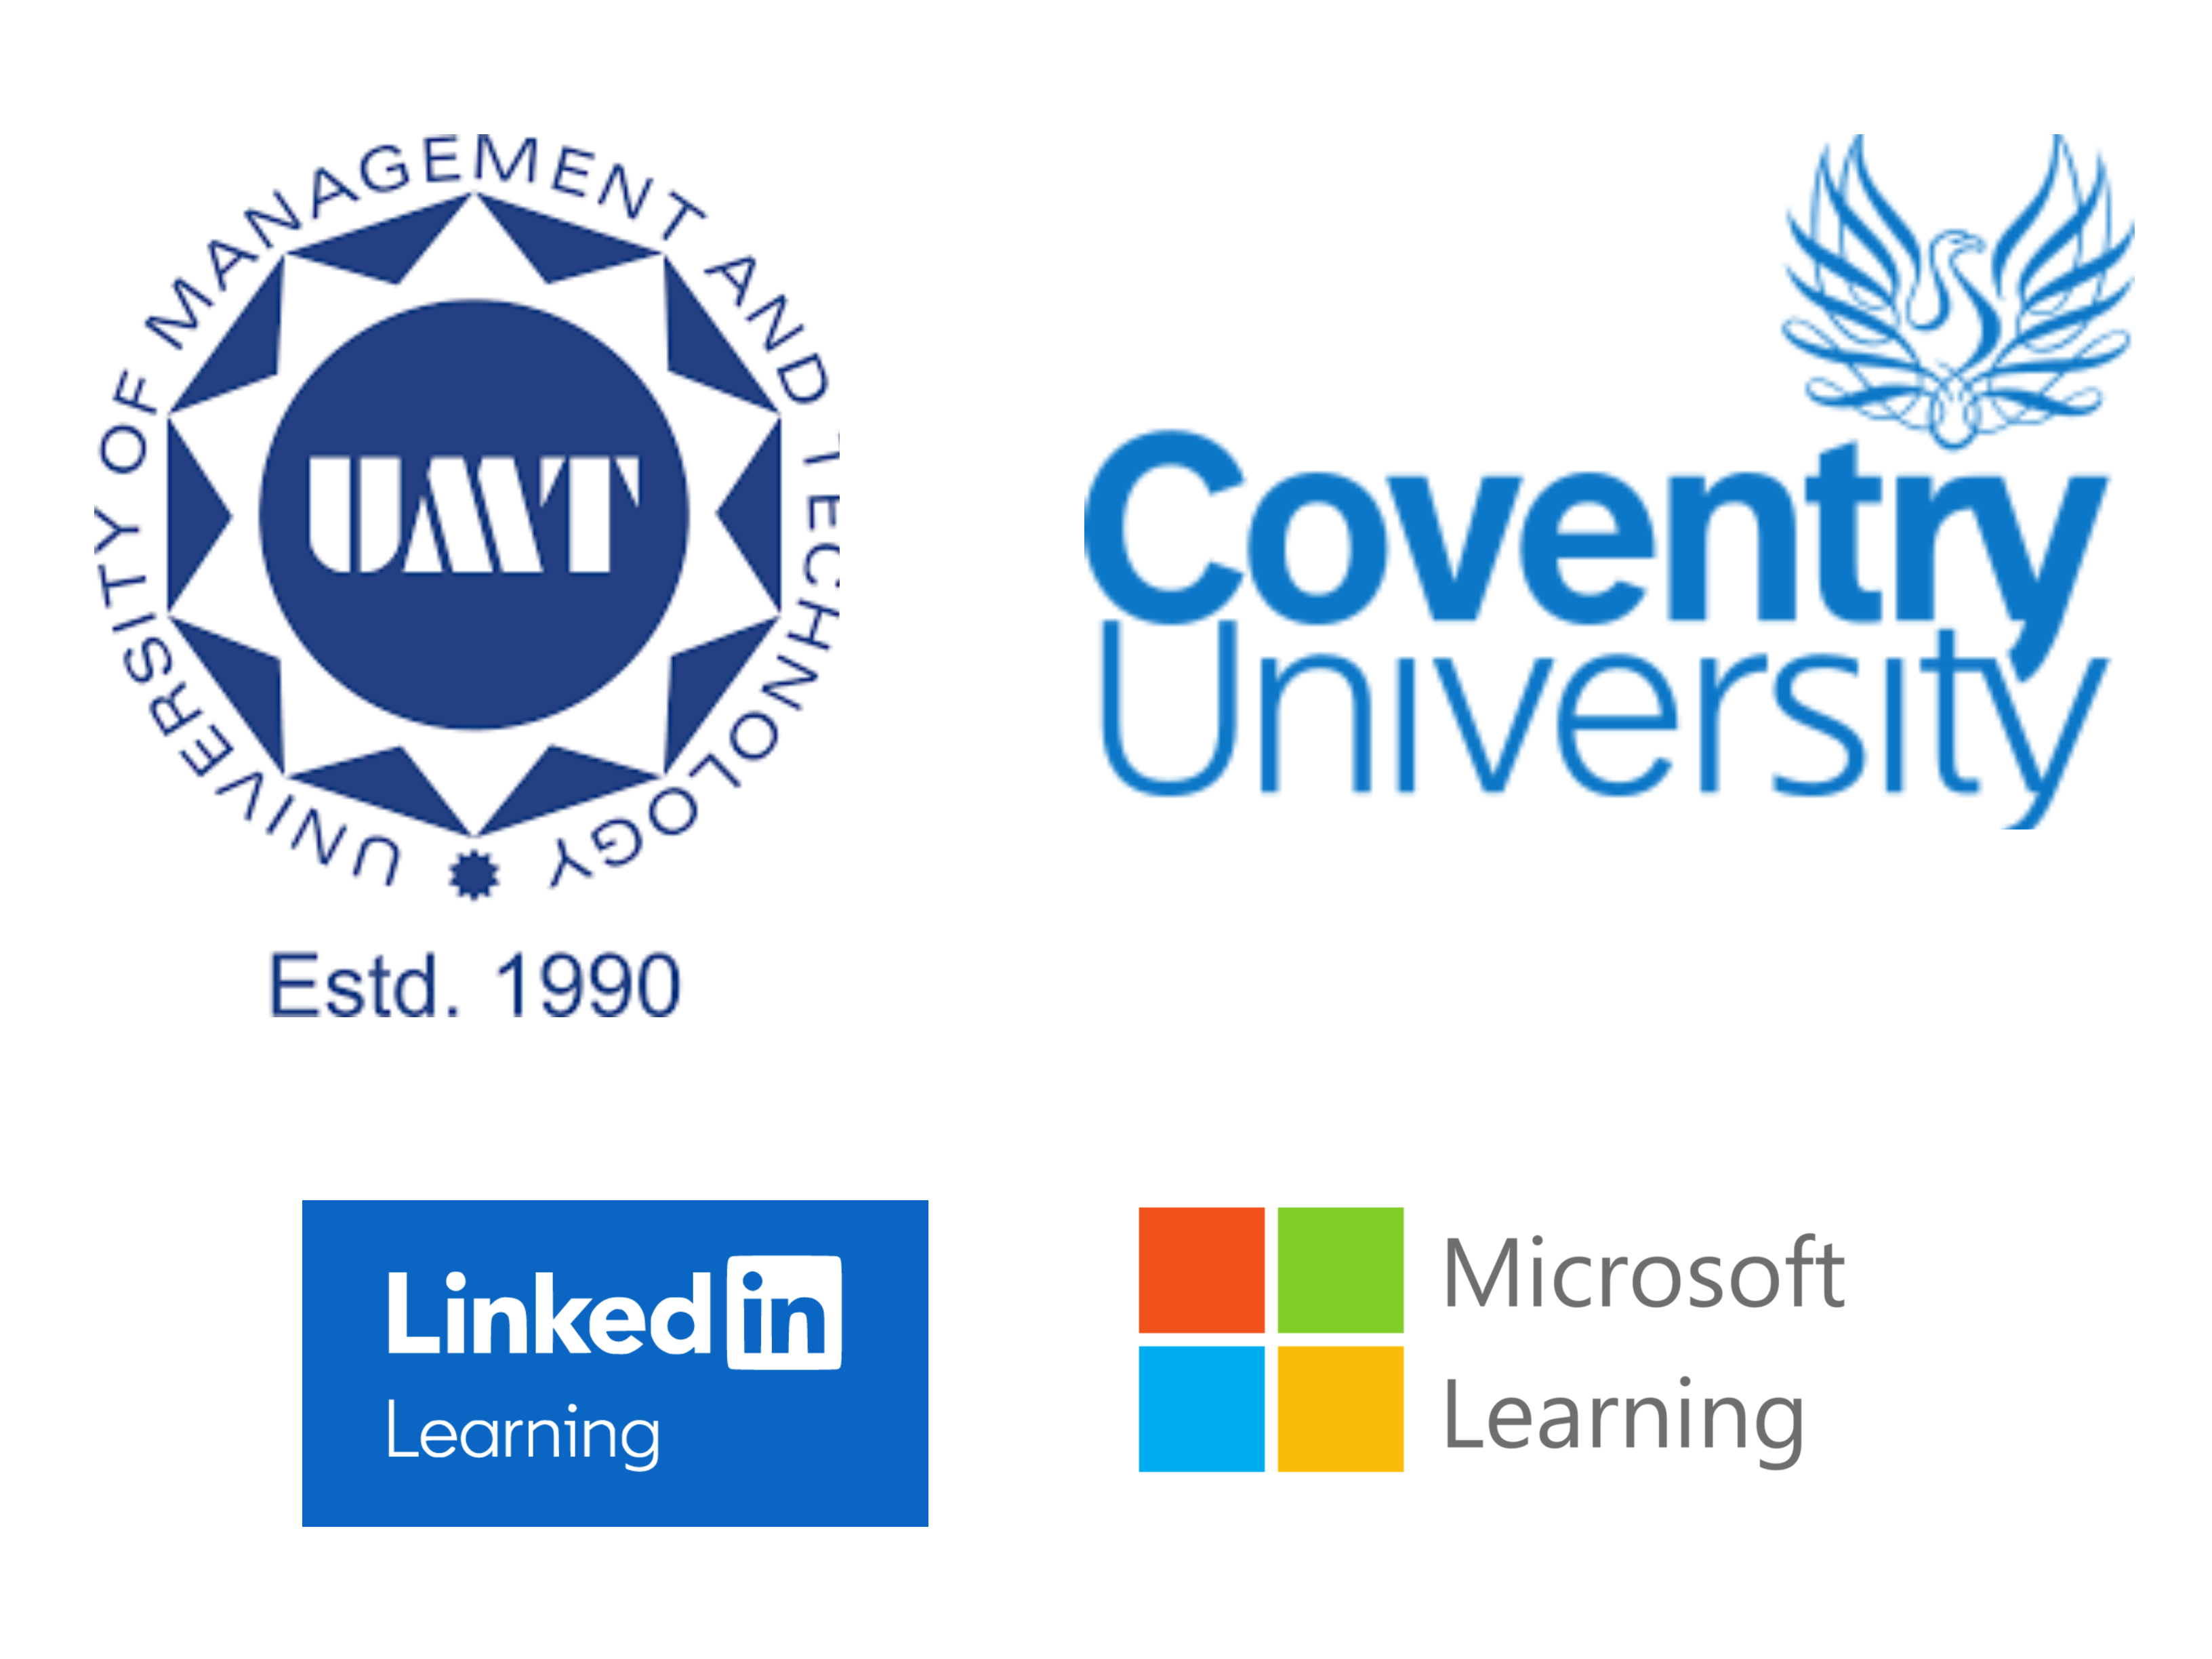 UNIVERSITY OF MANAGEMENT AND TECHNOLOGY
UMT
Estd. 1990
Coventry
University
Linked in
Learning
Microsoft
Learning